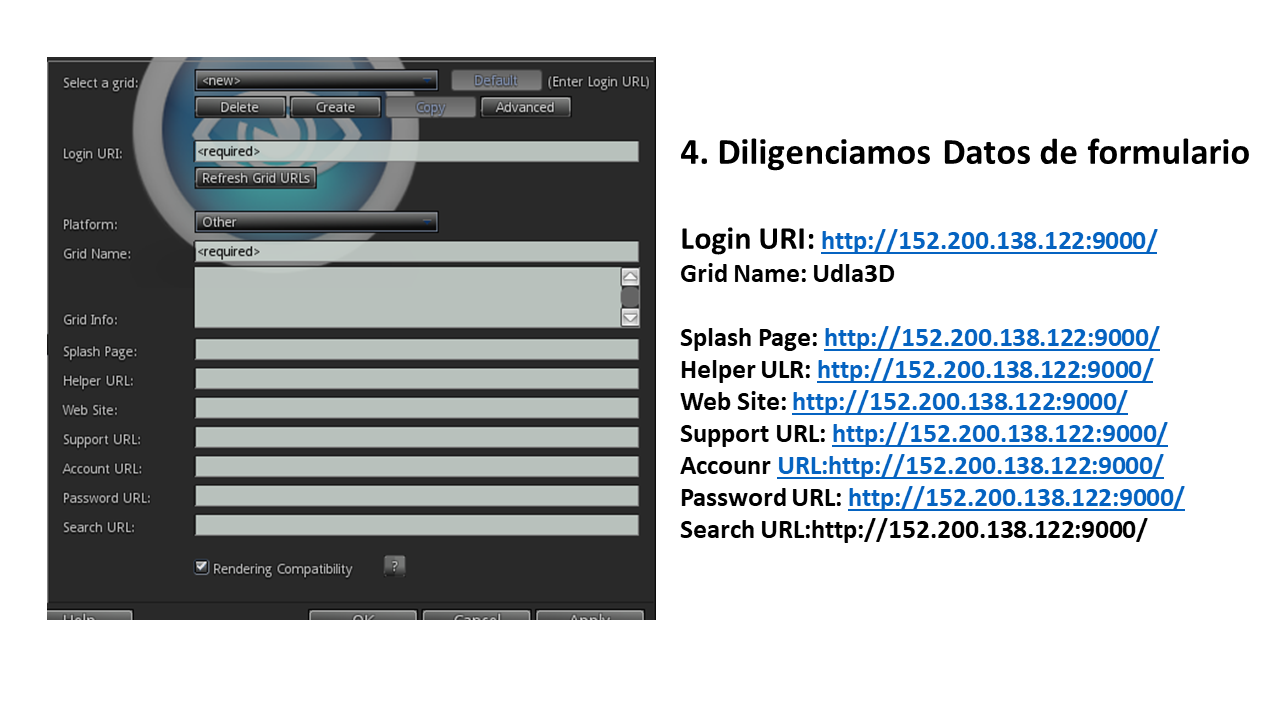 Select a grid: <new> Default (Enter Login URL)
Delete Create Copy Advanced
Login URI: <required>
Refresh Grid URLs
Platform: Other
Grid Name: <required>
Grid Info:
Splash Page:
Helper URL:
Web Site:
Support URL:
Account URL:
Password URL:
Search URL:
Rendering Compatibility ?
Help OK Cancel Apply
4. Diligenciamos Datos de formulario
Login URI: http://152.200.138.122:9000/
Grid Name: Udla3D
Splash Page: http://152.200.138.122:9000/
Helper ULR: http://152.200.138.122:9000/
Web Site: http://152.200.138.122:9000/
Support URL: http://152.200.138.122:9000/
Accounr URL:http://152.200.138.122:9000/
Password URL: http://152.200.138.122:9000/
Search URL:http://152.200.138.122:9000/